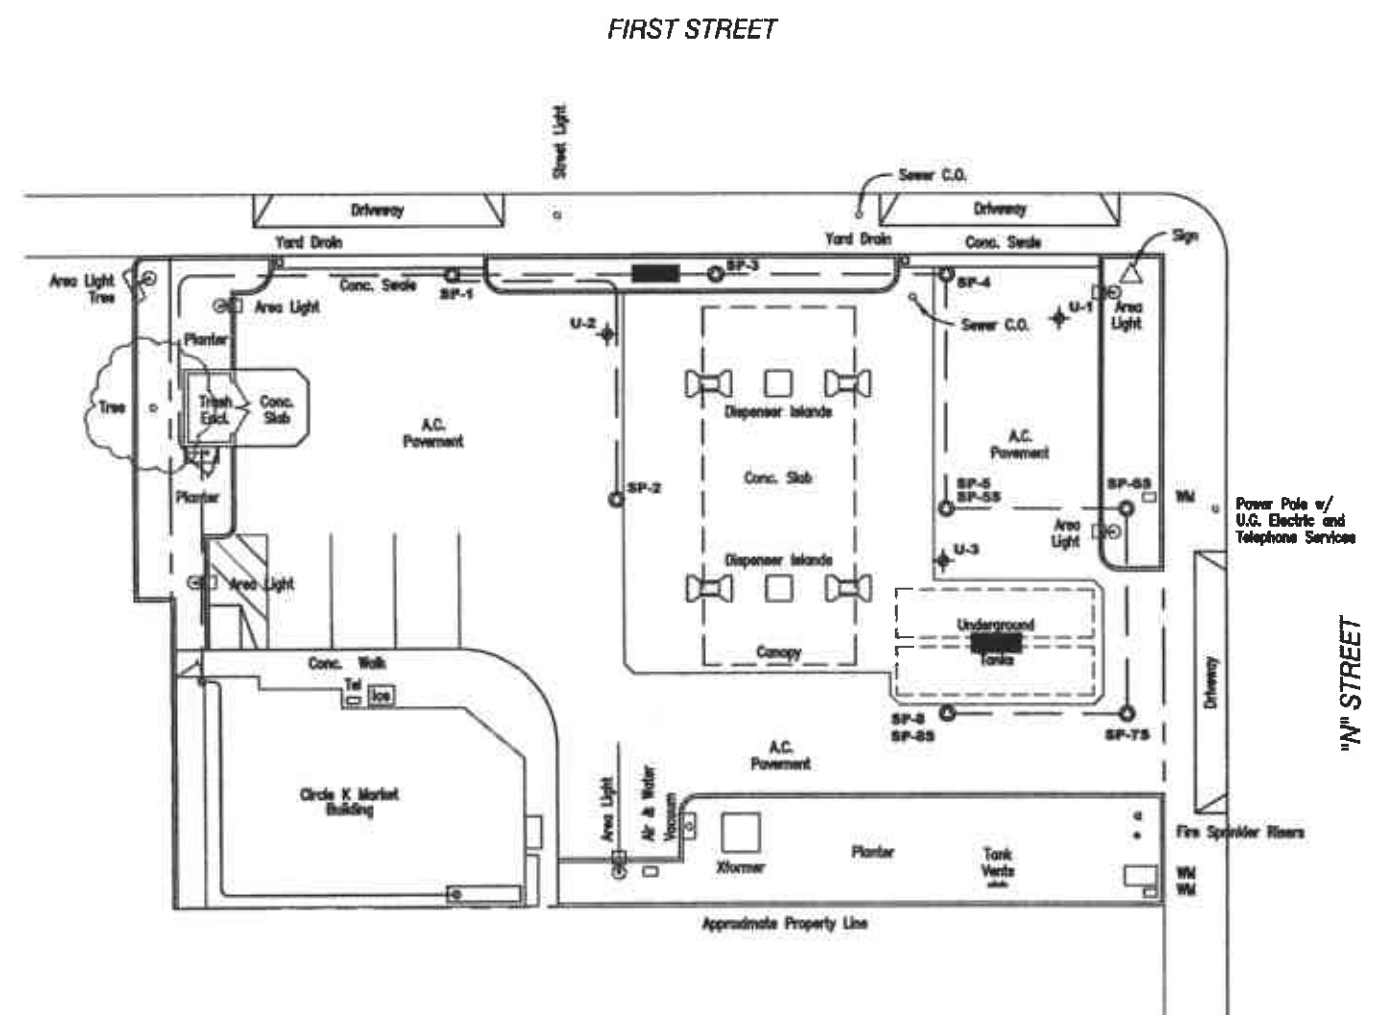 FIRST STREET
Street Light
Sewer C.O.
Driveway
Driveway
Yard Drain
Yard Drain
Conc. Swale
Sign
Area Light
Tree
Conc. Swale
SP-1
SP-3
SP-4
Area Light
U-2
Sewer C.O.
U-1
Area
Light
Planter
Tree
Trash
Encl.
Conc.
Slab
Dispenser Islands
A.C.
Pavement
A.C.
Pavement
Conc. Slab
SP-2
SP-5
SP-5S
SP-6S
WM
Planter
Power Pole w/
U.G. Electric and
Telephone Services
Area
Light
U-3
Dispenser Islands
Area Light
Underground
Tanks
Canopy
Conc. Walk
Tel
Ice
Driveway
"N" STREET
SP-8
SP-8S
SP-7S
A.C.
Pavement
Circle K Market
Building
Area Light
Air & Water
Vacuum
Fire Sprinkler Risers
Xformer
Planter
Tank
Vents
WM
WM
Approximate Property Line